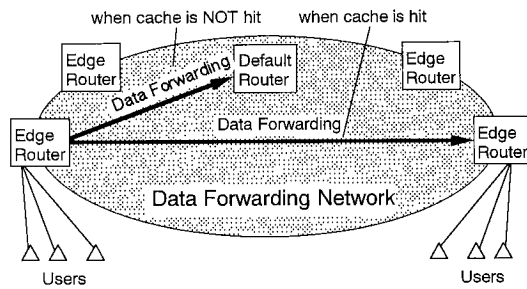 when cache is NOT hit
when cache is hit
Edge
Router
Data Forwarding
Default
Router
Edge
Router
Edge
Router
Data Forwarding
Edge
Router
Data Forwarding Network
Users
Users